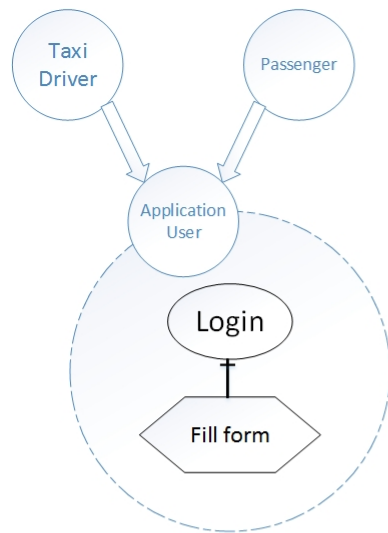 Taxi
Driver
Passenger
Application
User
Login
Fill form